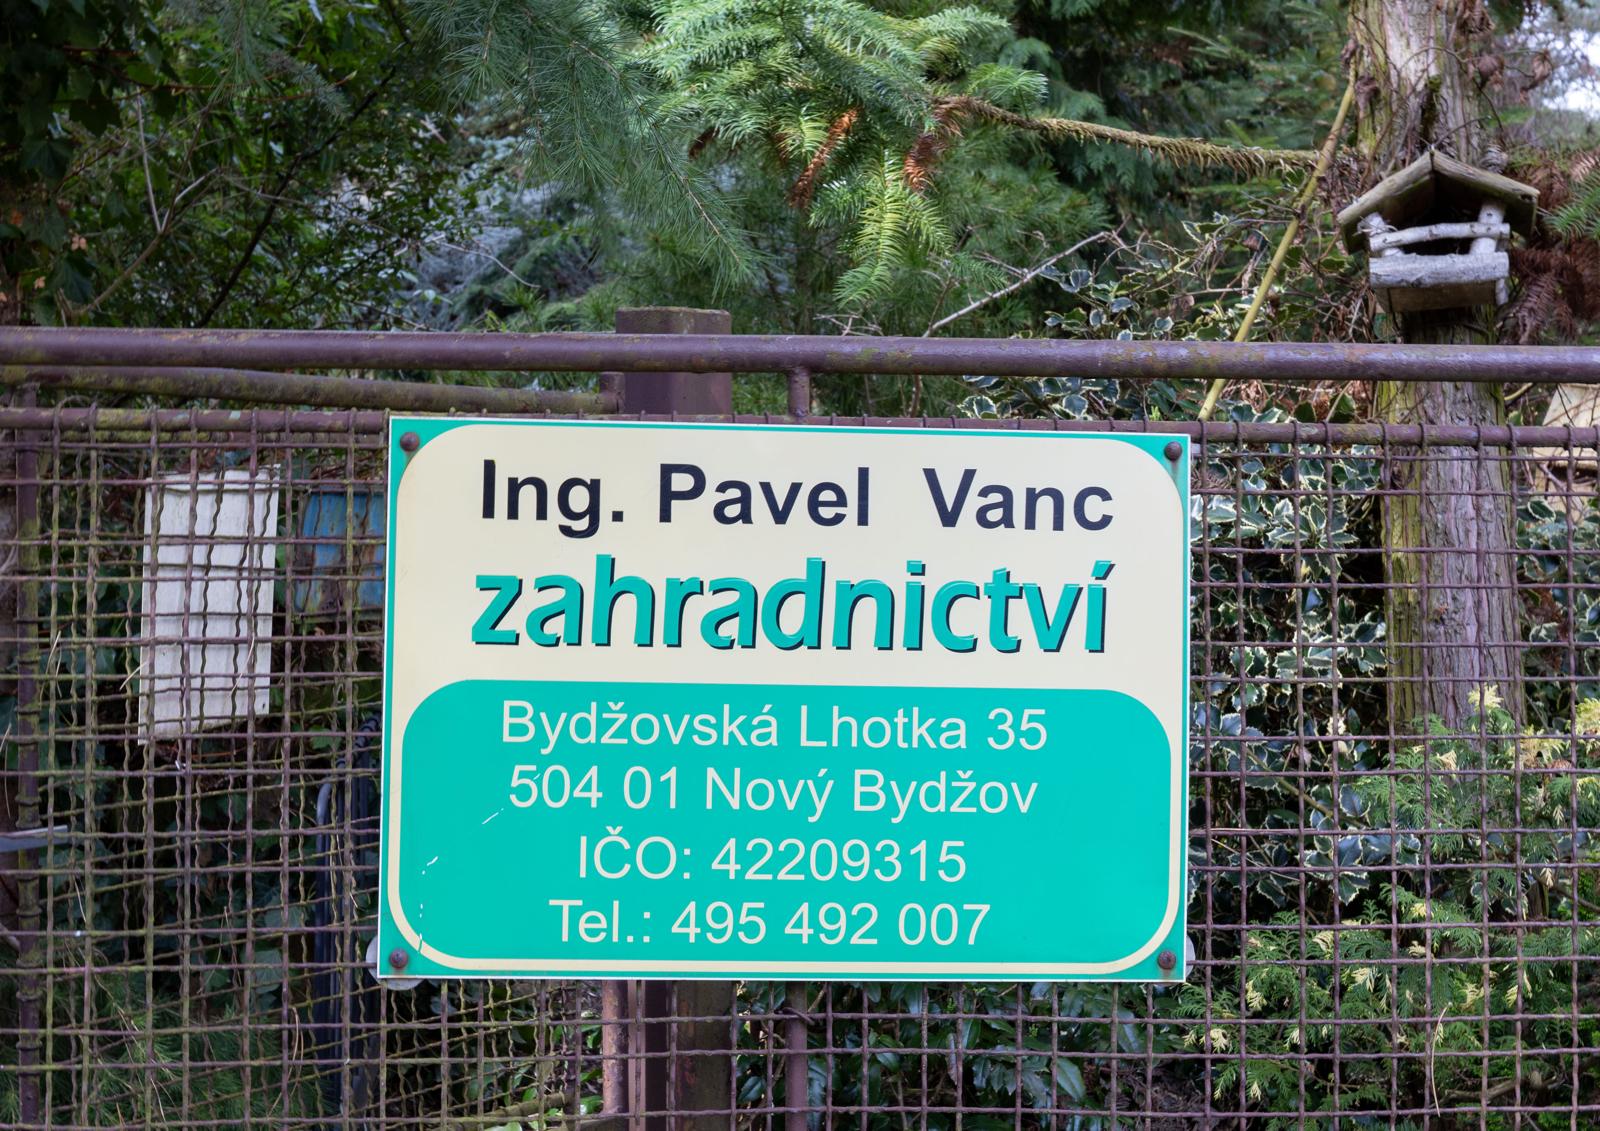 Ing. Pavel Vanc
zahradnictví
Bydžovská Lhotka 35
504 01 Nový Bydžov
IČO: 42209315
Tel.: 495 492 007